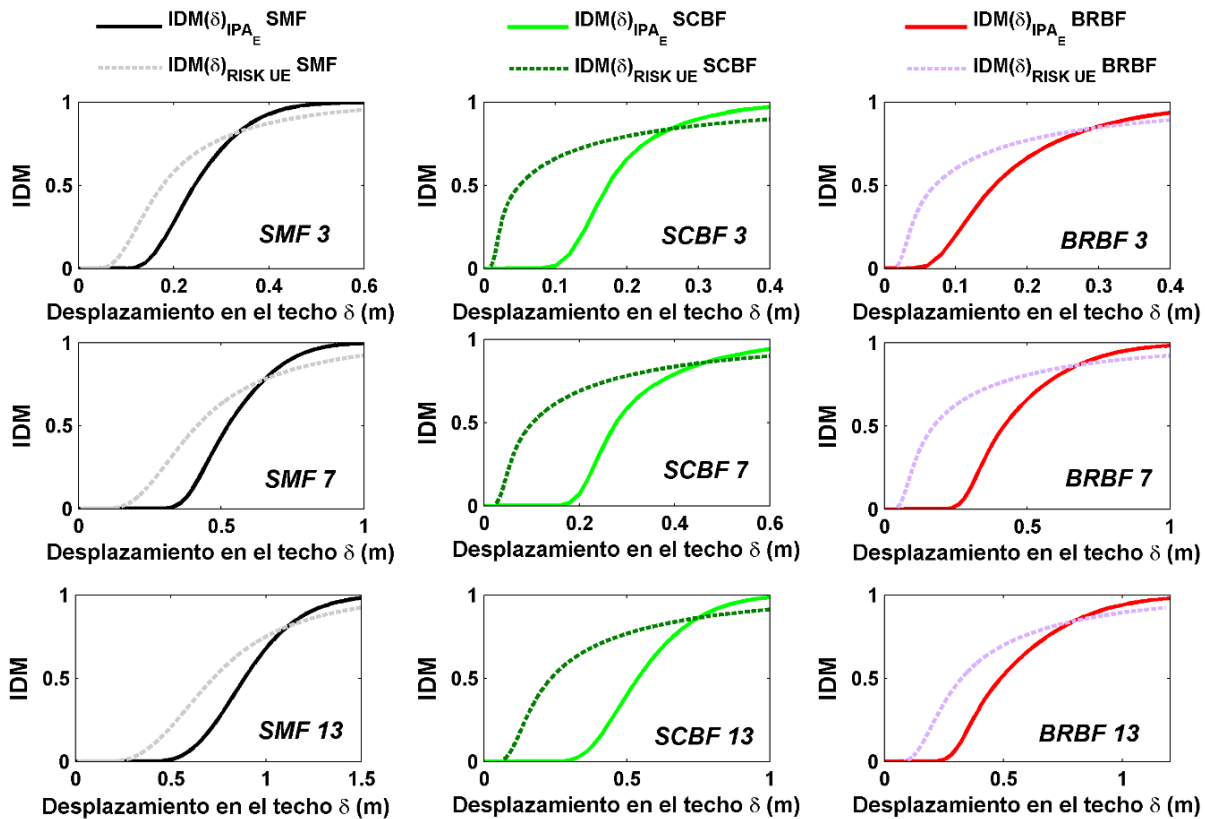 IDM(δ)IPA_E SMF
IDM(δ)RISK UE SMF
IDM(δ)IPA_E SCBF
IDM(δ)RISK UE SCBF
IDM(δ)IPA_E BRBF
IDM(δ)RISK UE BRBF
IDM
1
0.5
0
SMF 3
0 0.2 0.4 0.6
Desplazamiento en el techo δ (m)
IDM
1
0.5
0
SCBF 3
0 0.1 0.2 0.3 0.4
Desplazamiento en el techo δ (m)
IDM
1
0.5
0
BRBF 3
0 0.1 0.2 0.3 0.4
Desplazamiento en el techo δ (m)
IDM
1
0.5
0
SMF 7
0 0.5 1
Desplazamiento en el techo δ (m)
IDM
1
0.5
0
SCBF 7
0 0.2 0.4 0.6
Desplazamiento en el techo δ (m)
IDM
1
0.5
0
BRBF 7
0 0.5 1
Desplazamiento en el techo δ (m)
IDM
1
0.5
0
SMF 13
0 0.5 1 1.5
Desplazamiento en el techo δ (m)
IDM
1
0.5
0
SCBF 13
0 0.5 1
Desplazamiento en el techo δ (m)
IDM
1
0.5
0
BRBF 13
0 0.5 1
Desplazamiento en el techo δ (m)